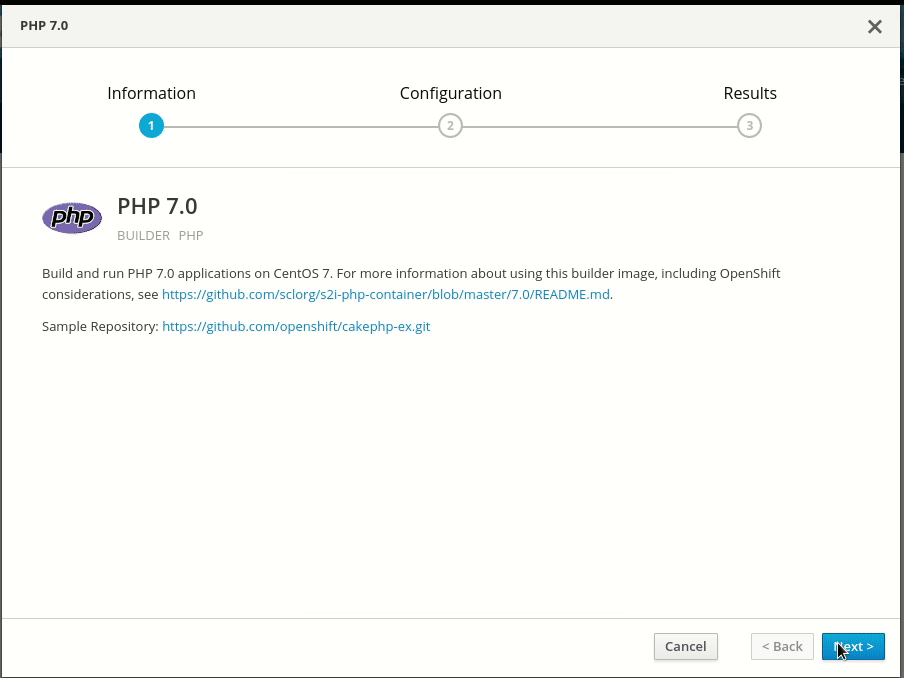 PHP 7.0
Information
Configuration
Results
1
2
3
php
PHP 7.0
BUILDER PHP
Build and run PHP 7.0 applications on CentOS 7. For more information about using this builder image, including OpenShift
considerations, see https://github.com/sclorg/s2i-php-container/blob/master/7.0/README.md.
Sample Repository: https://github.com/openshift/cakephp-ex.git
Cancel
< Back
Next >